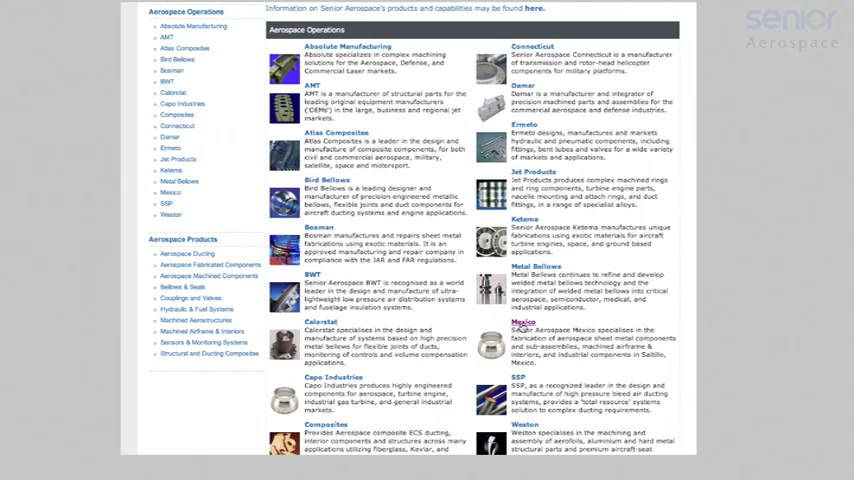 Information on Senior Aerospace's products and capabilities may be found here.
senior
Aerospace
Aerospace Operations
Absolute Manufacturing
AMT
Atlas Composites
Bird Bellows
Bosman
BWT
Calorstat
Capo Industries
Composites
Connecticut
Damar
Ermeto
Jet Products
Ketema
Metal Bellows
Mexico
SSP
Weston
Aerospace Products
Aerospace Ducting
Aerospace Fabricated Components
Aerospace Machined Components
Bellows & Seals
Couplings and Valves
Hydraulic & Fuel Systems
Machined Aerostructures
Machined Airframe & Interiors
Sensors & Monitoring Systems
Structural and Ducting Composites
Aerospace Operations
Absolute Manufacturing
Absolute specializes in complex machining
solutions for the Aerospace, Defense, and
Commercial Laser markets.
AMT
AMT is a manufacturer of structural parts for the
leading original equipment manufacturers
('OEMs') in the large, business and regional jet
markets.
Atlas Composites
Atlas Composites is a leader in the design and
manufacture of composite components, for both
civil and commercial aerospace, military,
satellite, space and motorsport.
Bird Bellows
Bird Bellows is a leading designer and
manufacturer of precision engineered metallic
bellows, flexible joints and duct components for
aircraft ducting systems and engine applications.
Bosman
Bosman manufactures and repairs sheet metal
fabrications using exotic materials. It is an
approved manufacturing and repair company in
compliance with the JAR and FAR regulations.
BWT
Senior Aerospace BWT is recognised as a world
leader in the design and manufacture of ultra-
lightweight low pressure air distribution systems
and fuselage insulation systems.
Calorstat
Calorstat specialises in the design and
manufacture of systems based on high precision
metal bellows for flexible joints of ducts,
monitoring of controls and volume compensation
applications.
Capo Industries
Capo Industries produces highly engineered
components for aerospace, turbine engine,
industrial gas turbine, and general industrial
markets.
Composites
Provides Aerospace composite ECS ducting,
interior components and structures across many
applications utilizing fiberglass, Kevlar, and
Connecticut
Senior Aerospace Connecticut is a manufacturer
of transmission and rotor-head helicopter
components for military platforms.
Damar
Damar is a manufacturer and integrator of
precision machined parts and assemblies for the
commercial aerospace and defense industries.
Ermeto
Ermeto designs, manufactures and markets
hydraulic and pneumatic components, including
fittings, bent tubes and valves for a wide variety
of markets and applications.
Jet Products
Jet Products produces complex machined rings
and ring components, turbine engine parts,
nacelle mounting and attach rings, and duct
fittings, in a range of specialist alloys.
Ketema
Senior Aerospace Ketema manufactures unique
fabrications using exotic materials for aircraft
turbine engines, space, and ground based
applications.
Metal Bellows
Metal Bellows continues to refine and develop
welded metal bellows technology and the
integration of welded metal bellows into critical
aerospace, semiconductor, medical, and
industrial applications.
Mexico
Senior Aerospace Mexico specialises in the
fabrication of aerospace sheet metal components
and sub-assemblies, machined airframe &
interiors, and industrial components in Saltillo,
Mexico.
SSP
SSP, as a recognized leader in the design and
manufacture of high pressure bleed air ducting
systems, provides a 'total resource' systems
solution to complex ducting requirements.
Weston
Weston specialises in the machining and
assembly of aerofoils, aluminium and hard metal
structural parts and premium aircraft-seat